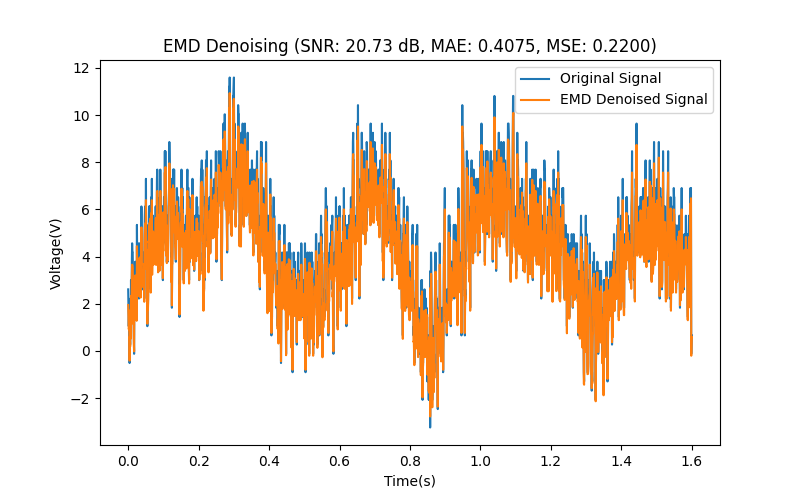 EMD Denoising (SNR: 20.73 dB, MAE: 0.4075, MSE: 0.2200)
Original Signal
EMD Denoised Signal
12
10
8
6
4
2
0
−2
Voltage(V)
0.0 0.2 0.4 0.6 0.8 1.0 1.2 1.4 1.6
Time(s)